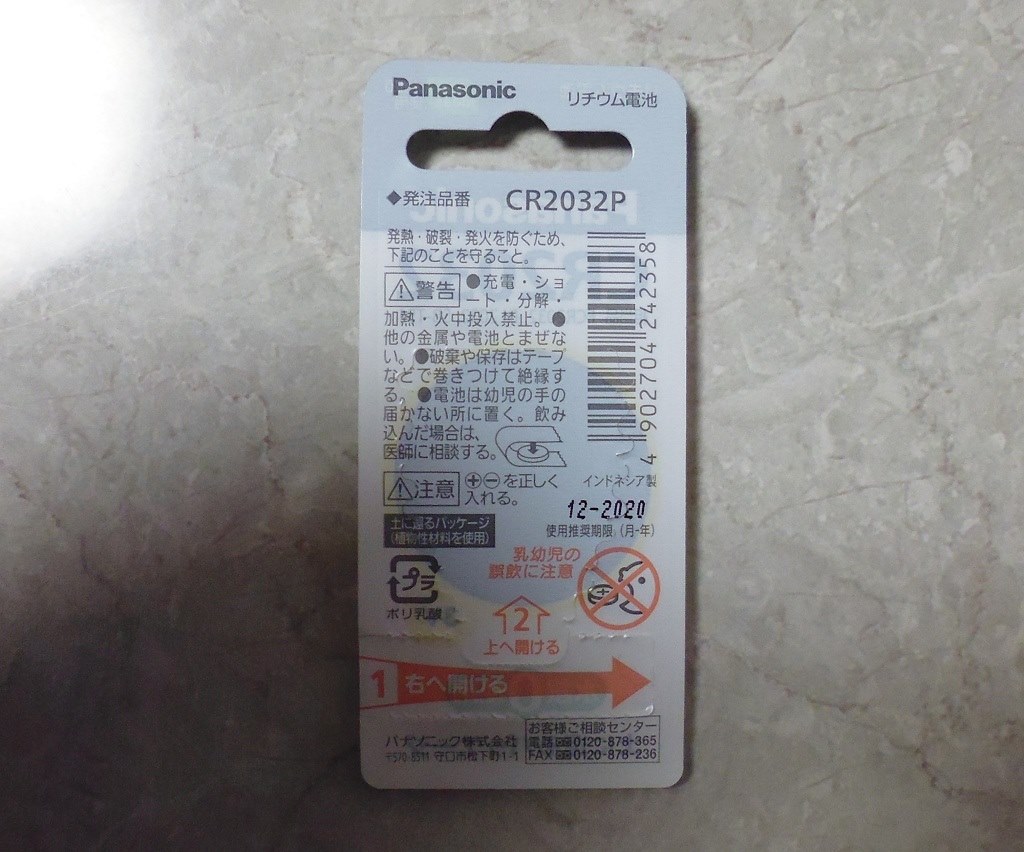 Panasonic
リチウム電池
◆発注品番 CR2032P
発熱・破裂・発火を防ぐため、
下記のことを守ること。
警告 ●充電・ショ
ート・分解・
加熱・火中投入禁止。●
他の金属や電池とまぜな
い。●破棄や保存はテープ
などで巻きつけて絶縁す
る。●電池は幼児の手の
届かない所に置く。飲み
込んだ場合は、
医師に相談する。
4 902704 242358
注意 ⊕⊖を正しく
入れる。
インドネシア製
12-2020
使用推奨期限(月-年)
土に還るパッケージ
(植物性材料を使用)
プラ
ポリ乳酸
乳幼児の
誤飲に注意
2
上へ開ける
1 右へ開ける
パナソニック株式会社
〒570-8511 守口市松下町1-1
お客様ご相談センター
電話 0120-878-365
FAX 0120-878-236